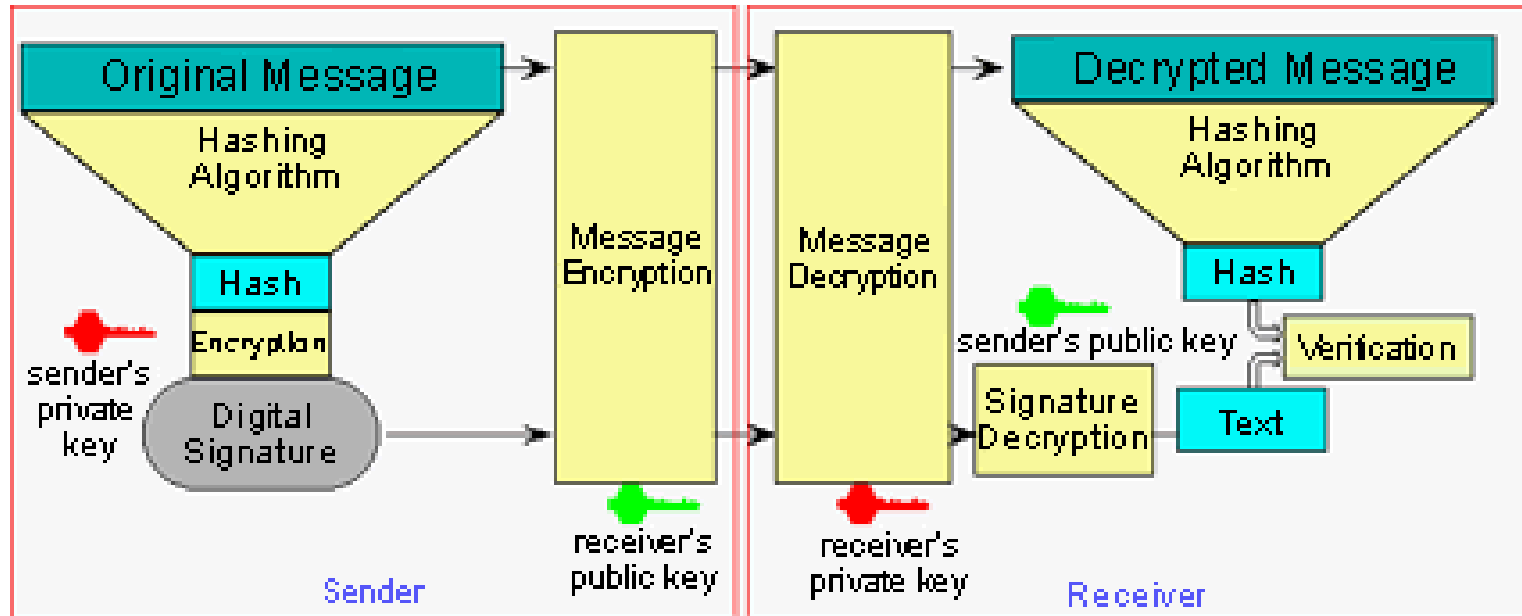 Original Message
Hashing
Algorithm
Hash
Encryption
sender's
private
key
Digital
Signature
Message
Encryption
receiver's
public key
Sender
Message
Decryption
receiver's
private key
Decrypted Message
Hashing
Algorithm
Hash
sender's public key
Verification
Signature
Decryption
Text
Receiver